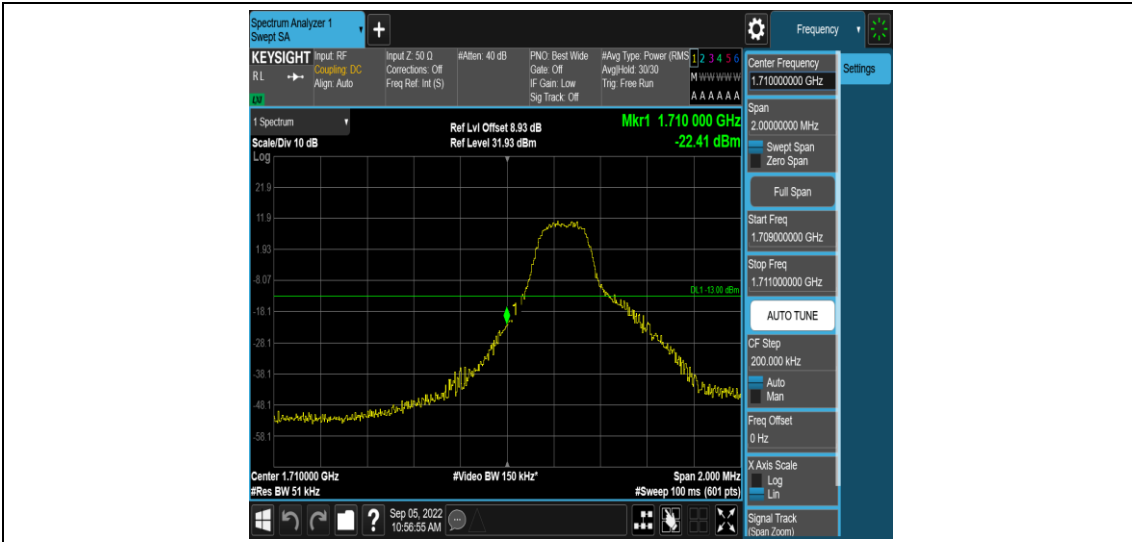 Spectrum Analyzer 1
Swept SA
+
Frequency
KEYSIGHT
RL
LXI
Input: RF
Coupling: DC
Align: Auto
Input Z: 50 Ω
Corrections: Off
Freq Ref: Int (S)
#Atten: 40 dB
PNO: Best Wide
Gate: Off
IF Gain: Low
Sig Track: Off
#Avg Type: Power (RMS
Avg|Hold: 30/30
Trig: Free Run
1 2 3 4 5 6
M W W W W W
A A A A A A
1 Spectrum
Scale/Div 10 dB
Log
Ref Lvl Offset 8.93 dB
Ref Level 31.93 dBm
Mkr1 1.710 000 GHz
-22.41 dBm
21.9
11.9
1.93
-8.07
-18.1
-28.1
-38.1
-48.1
-58.1
DL1 -13.00 dBm
1
Center 1.710000 GHz
#Res BW 51 kHz
#Video BW 150 kHz*
Span 2.000 MHz
#Sweep 100 ms (601 pts)
Center Frequency
1.710000000 GHz
Settings
Span
2.00000000 MHz
Swept Span
Zero Span
Full Span
Start Freq
1.709000000 GHz
Stop Freq
1.711000000 GHz
AUTO TUNE
CF Step
200.000 kHz
Auto
Man
Freq Offset
0 Hz
X Axis Scale
Log
Lin
Signal Track
(Span Zoom)
?
Sep 05, 2022
10:56:55 AM